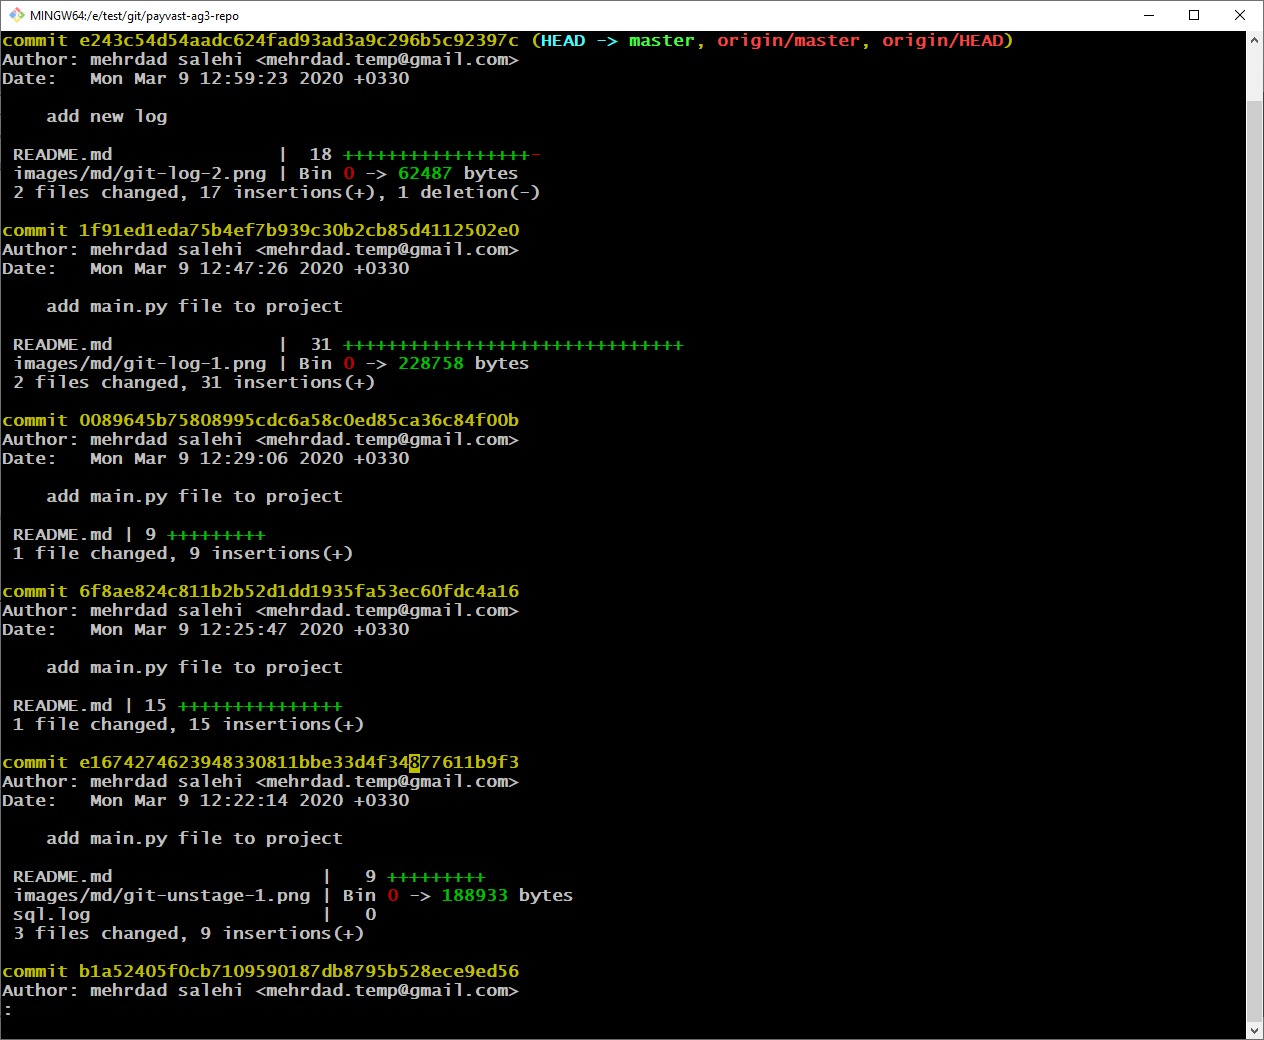 MINGW64:/e/test/git/payvast-ag3-repo
commit e243c54d54aadc624fad93ad3a9c296b5c92397c (HEAD -> master, origin/master, origin/HEAD)
Author: mehrdad salehi <mehrdad.temp@gmail.com>
Date:   Mon Mar 9 12:59:23 2020 +0330
    add new log
 README.md               |  18 +++++++++++++++++-
 images/md/git-log-2.png | Bin 0 -> 62487 bytes
 2 files changed, 17 insertions(+), 1 deletion(-)
commit 1f91ed1eda75b4ef7b939c30b2cb85d4112502e0
Author: mehrdad salehi <mehrdad.temp@gmail.com>
Date:   Mon Mar 9 12:47:26 2020 +0330
    add main.py file to project
 README.md               |  31 +++++++++++++++++++++++++++++++
 images/md/git-log-1.png | Bin 0 -> 228758 bytes
 2 files changed, 31 insertions(+)
commit 0089645b75808995cdc6a58c0ed85ca36c84f00b
Author: mehrdad salehi <mehrdad.temp@gmail.com>
Date:   Mon Mar 9 12:29:06 2020 +0330
    add main.py file to project
 README.md | 9 +++++++++
 1 file changed, 9 insertions(+)
commit 6f8ae824c811b2b52d1dd1935fa53ec60fdc4a16
Author: mehrdad salehi <mehrdad.temp@gmail.com>
Date:   Mon Mar 9 12:25:47 2020 +0330
    add main.py file to project
 README.md | 15 +++++++++++++++
 1 file changed, 15 insertions(+)
commit e1674274623948330811bbe33d4f34877611b9f3
Author: mehrdad salehi <mehrdad.temp@gmail.com>
Date:   Mon Mar 9 12:22:14 2020 +0330
    add main.py file to project
 README.md                   |   9 +++++++++
 images/md/git-unstage-1.png | Bin 0 -> 188933 bytes
 sql.log                     |   0
 3 files changed, 9 insertions(+)
commit b1a52405f0cb7109590187db8795b528ece9ed56
Author: mehrdad salehi <mehrdad.temp@gmail.com>
: